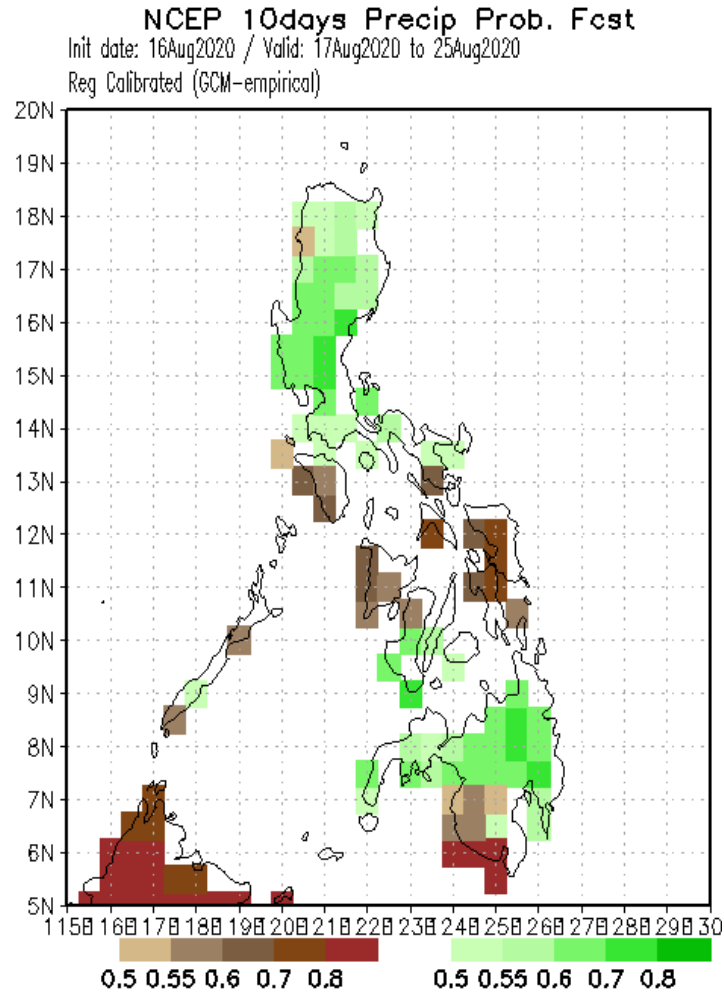 NCEP 10days Precip Prob. Fcst
Init date: 16Aug2020 / Valid: 17Aug2020 to 25Aug2020
Reg Calibrated (GCM-empirical)
20N
19N
18N
17N
16N
15N
14N
13N
12N
11N
10N
9N
8N
7N
6N
5N
115E 116E 117E 118E 119E 120E 121E 122E 123E 124E 125E 126E 127E 128E 129E 130
0.5 0.55 0.6 0.7 0.8 0.5 0.55 0.6 0.7 0.8